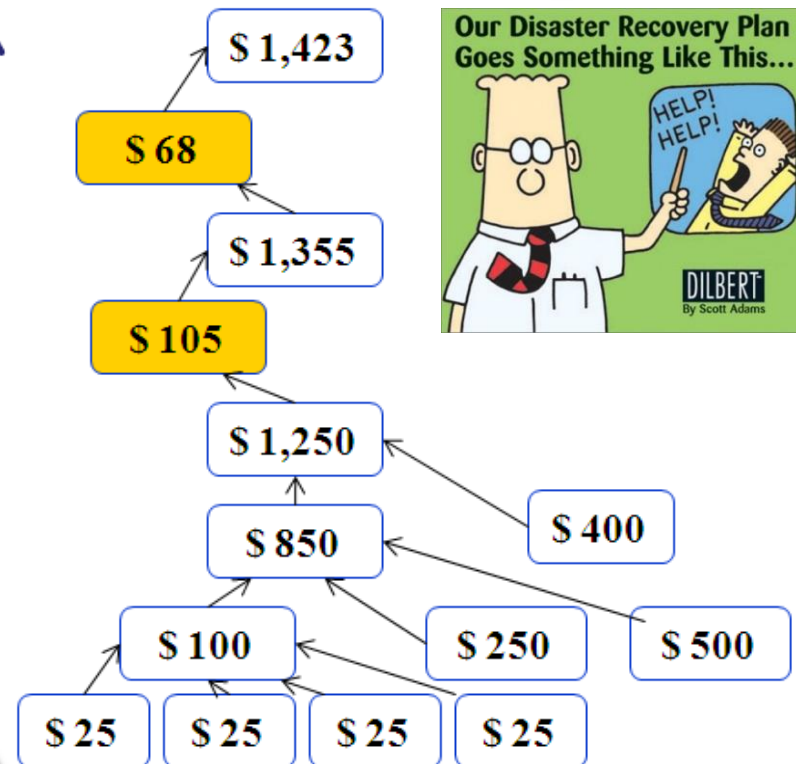 $ 1,423
Our Disaster Recovery Plan
Goes Something Like This...
HELP!
HELP!
DILBERT
By Scott Adams
$ 68
$ 1,355
$ 105
$ 1,250
$ 400
$ 850
$ 100
$ 250
$ 500
$ 25
$ 25
$ 25
$ 25